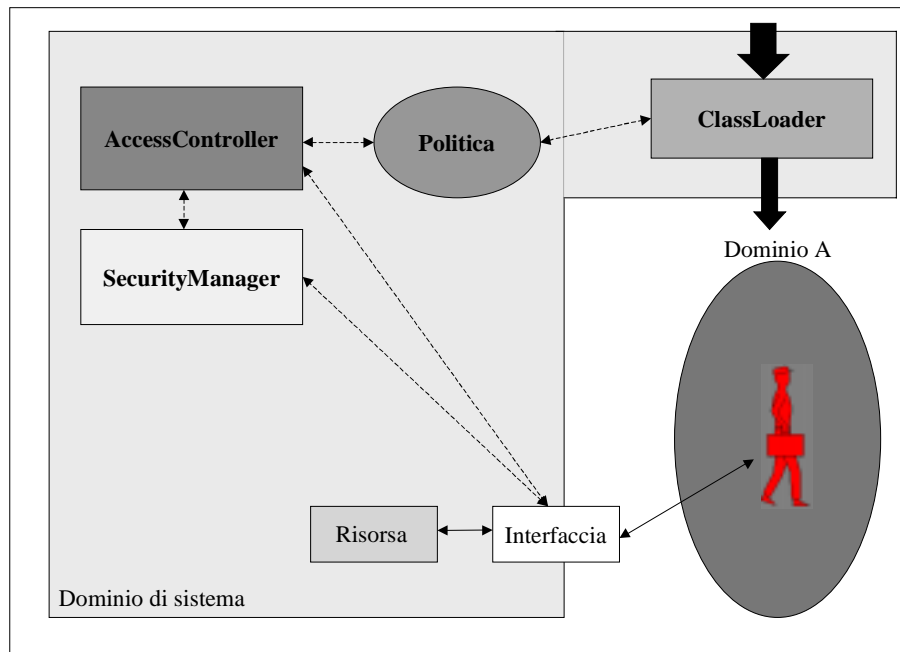 AccessController
Politica
ClassLoader
SecurityManager
Dominio A
Risorsa
Interfaccia
Dominio di sistema